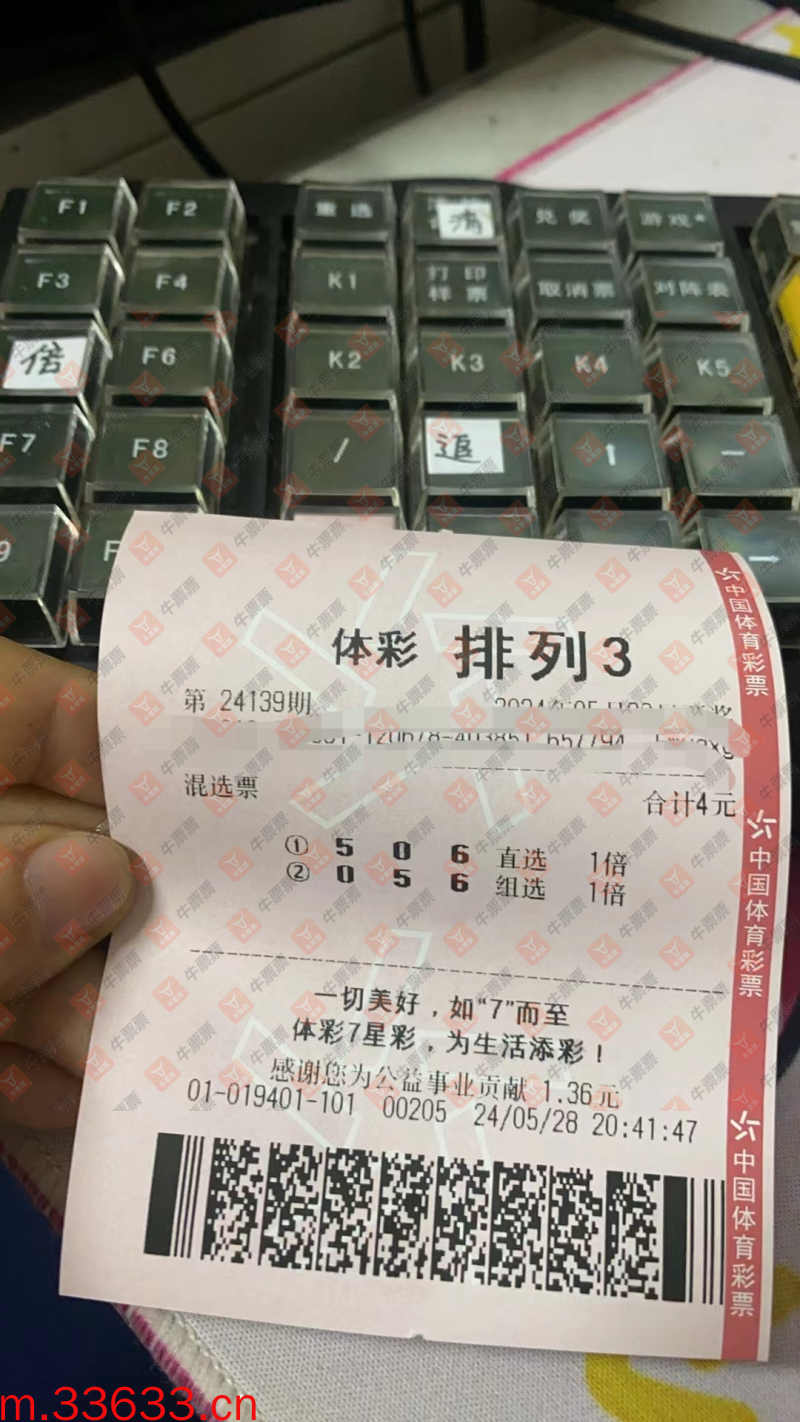 F1 F2 重选 清 兑奖 游戏*
F3 F4 K1 打印样票 取消票 对阵表
倍 F6 K2 K3 K4 K5
F7 F8 / 追 ↑ －
9 F →
体彩 排列3
第 24139期
混选票 合计4元
① 5 0 6 直选 1倍
② 0 5 6 组选 1倍
一切美好，如“7”而至
体彩7星彩，为生活添彩！
感谢您为公益事业贡献 1.36元
01-019401-101 00205 24/05/28 20:41:47
中国体育彩票
中国体育彩票
中国体育彩票
牛票票
m.33633.cn